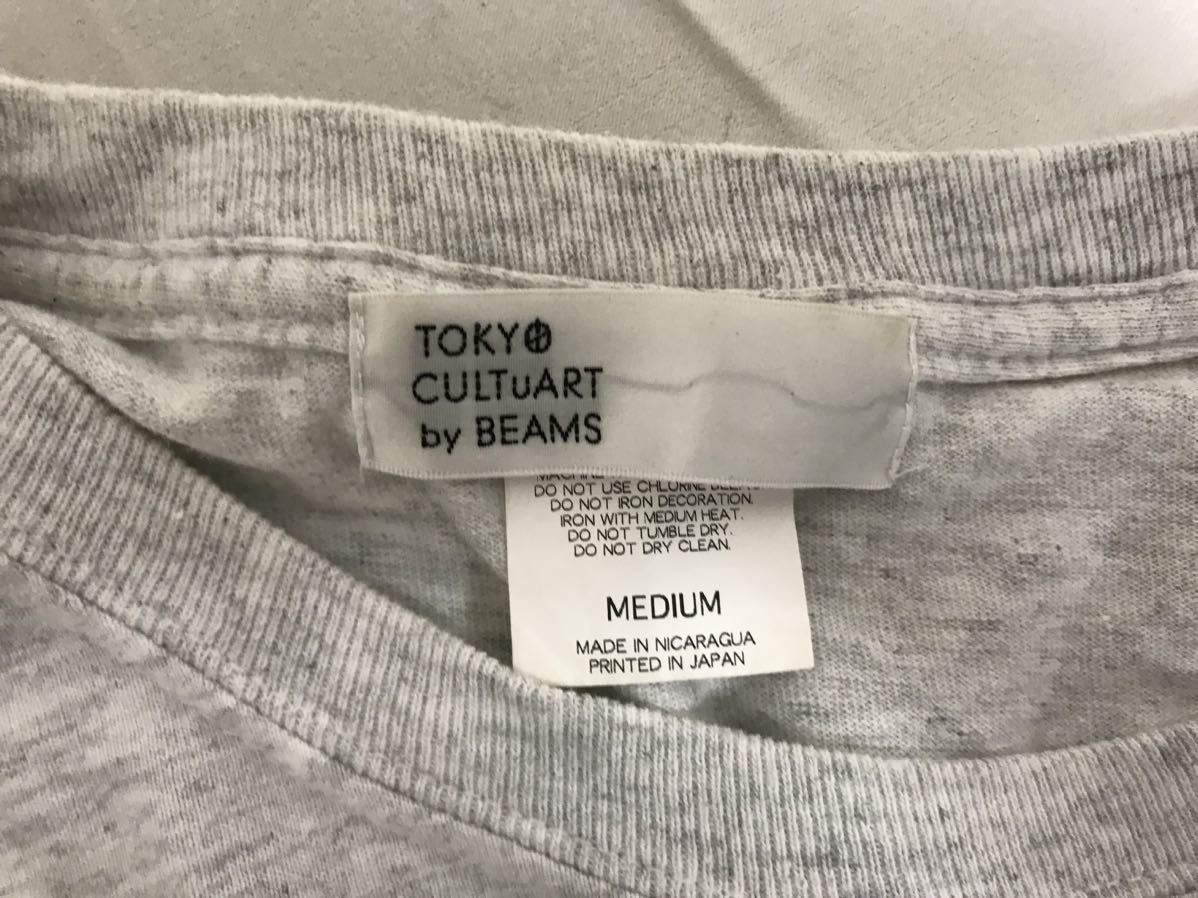 TOKYO
CULTuART
by BEAMS
MACHINE
DO NOT USE CHLORINE
DO NOT IRON DECORATION.
IRON WITH MEDIUM HEAT.
DO NOT TUMBLE DRY.
DO NOT DRY CLEAN.
MEDIUM
MADE IN NICARAGUA
PRINTED IN JAPAN